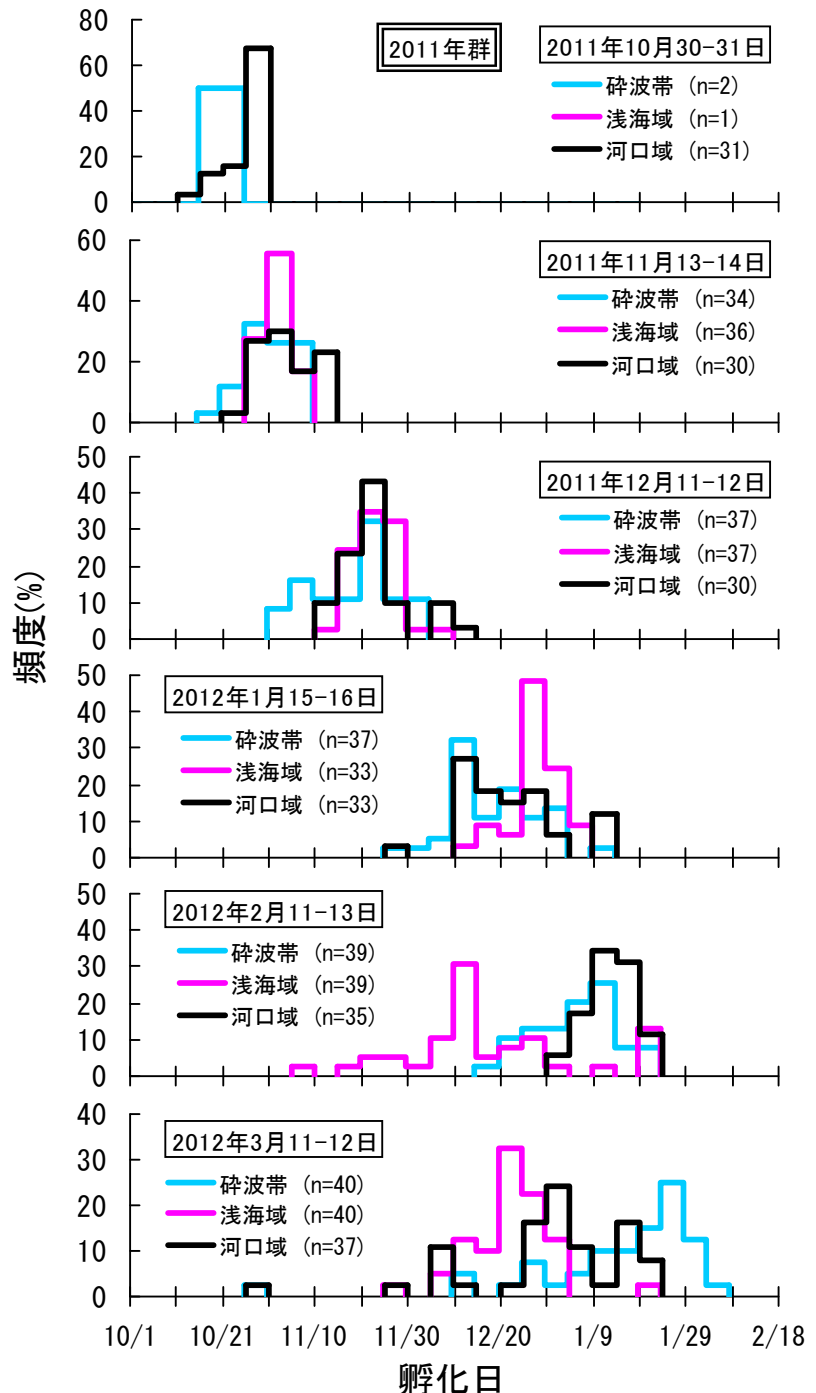 2011年群
2011年10月30-31日
砕波帯 (n=2)
浅海域 (n=1)
河口域 (n=31)
80
60
40
20
0
2011年11月13-14日
砕波帯 (n=34)
浅海域 (n=36)
河口域 (n=30)
60
40
20
0
2011年12月11-12日
砕波帯 (n=37)
浅海域 (n=37)
河口域 (n=30)
50
40
30
20
10
0
頻度(%)
2012年1月15-16日
砕波帯 (n=37)
浅海域 (n=33)
河口域 (n=33)
50
40
30
20
10
0
2012年2月11-13日
砕波帯 (n=39)
浅海域 (n=39)
河口域 (n=35)
50
40
30
20
10
0
2012年3月11-12日
砕波帯 (n=40)
浅海域 (n=40)
河口域 (n=37)
40
30
20
10
0
10/1 10/21 11/10 11/30 12/20 1/9 1/29 2/18
孵化日